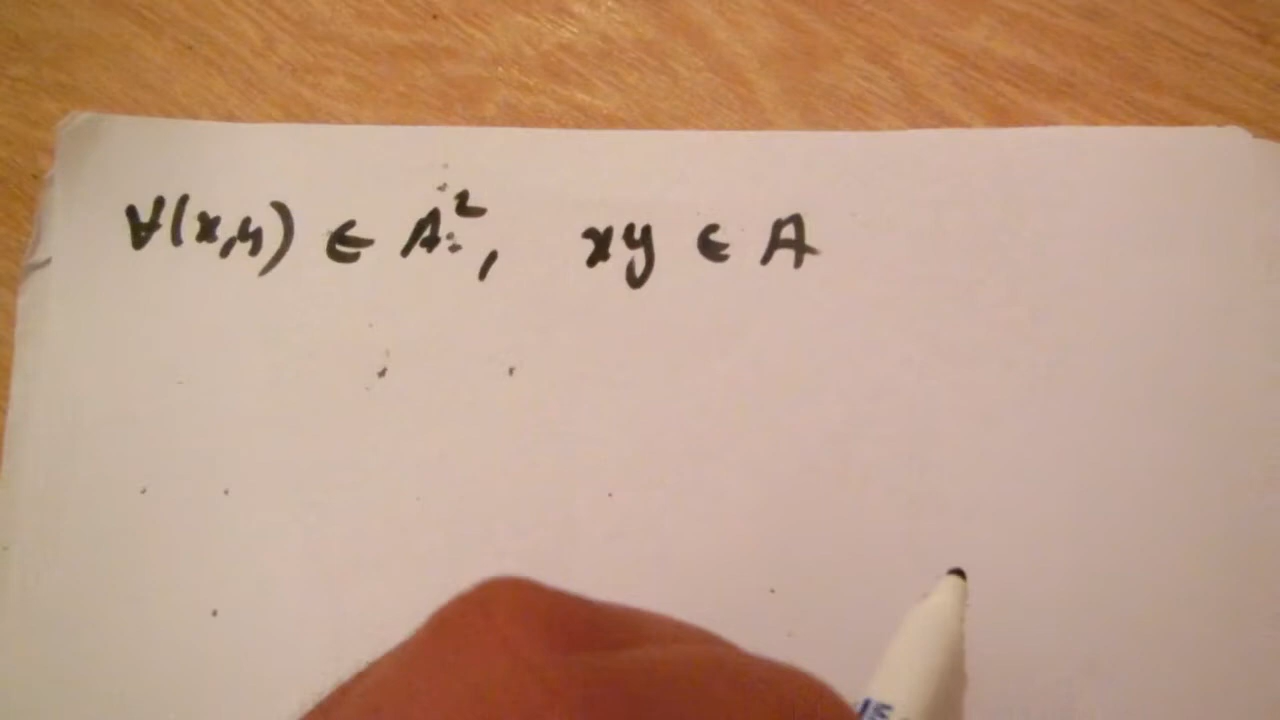 ∀(x,y) ∈ A², xy ∈ A